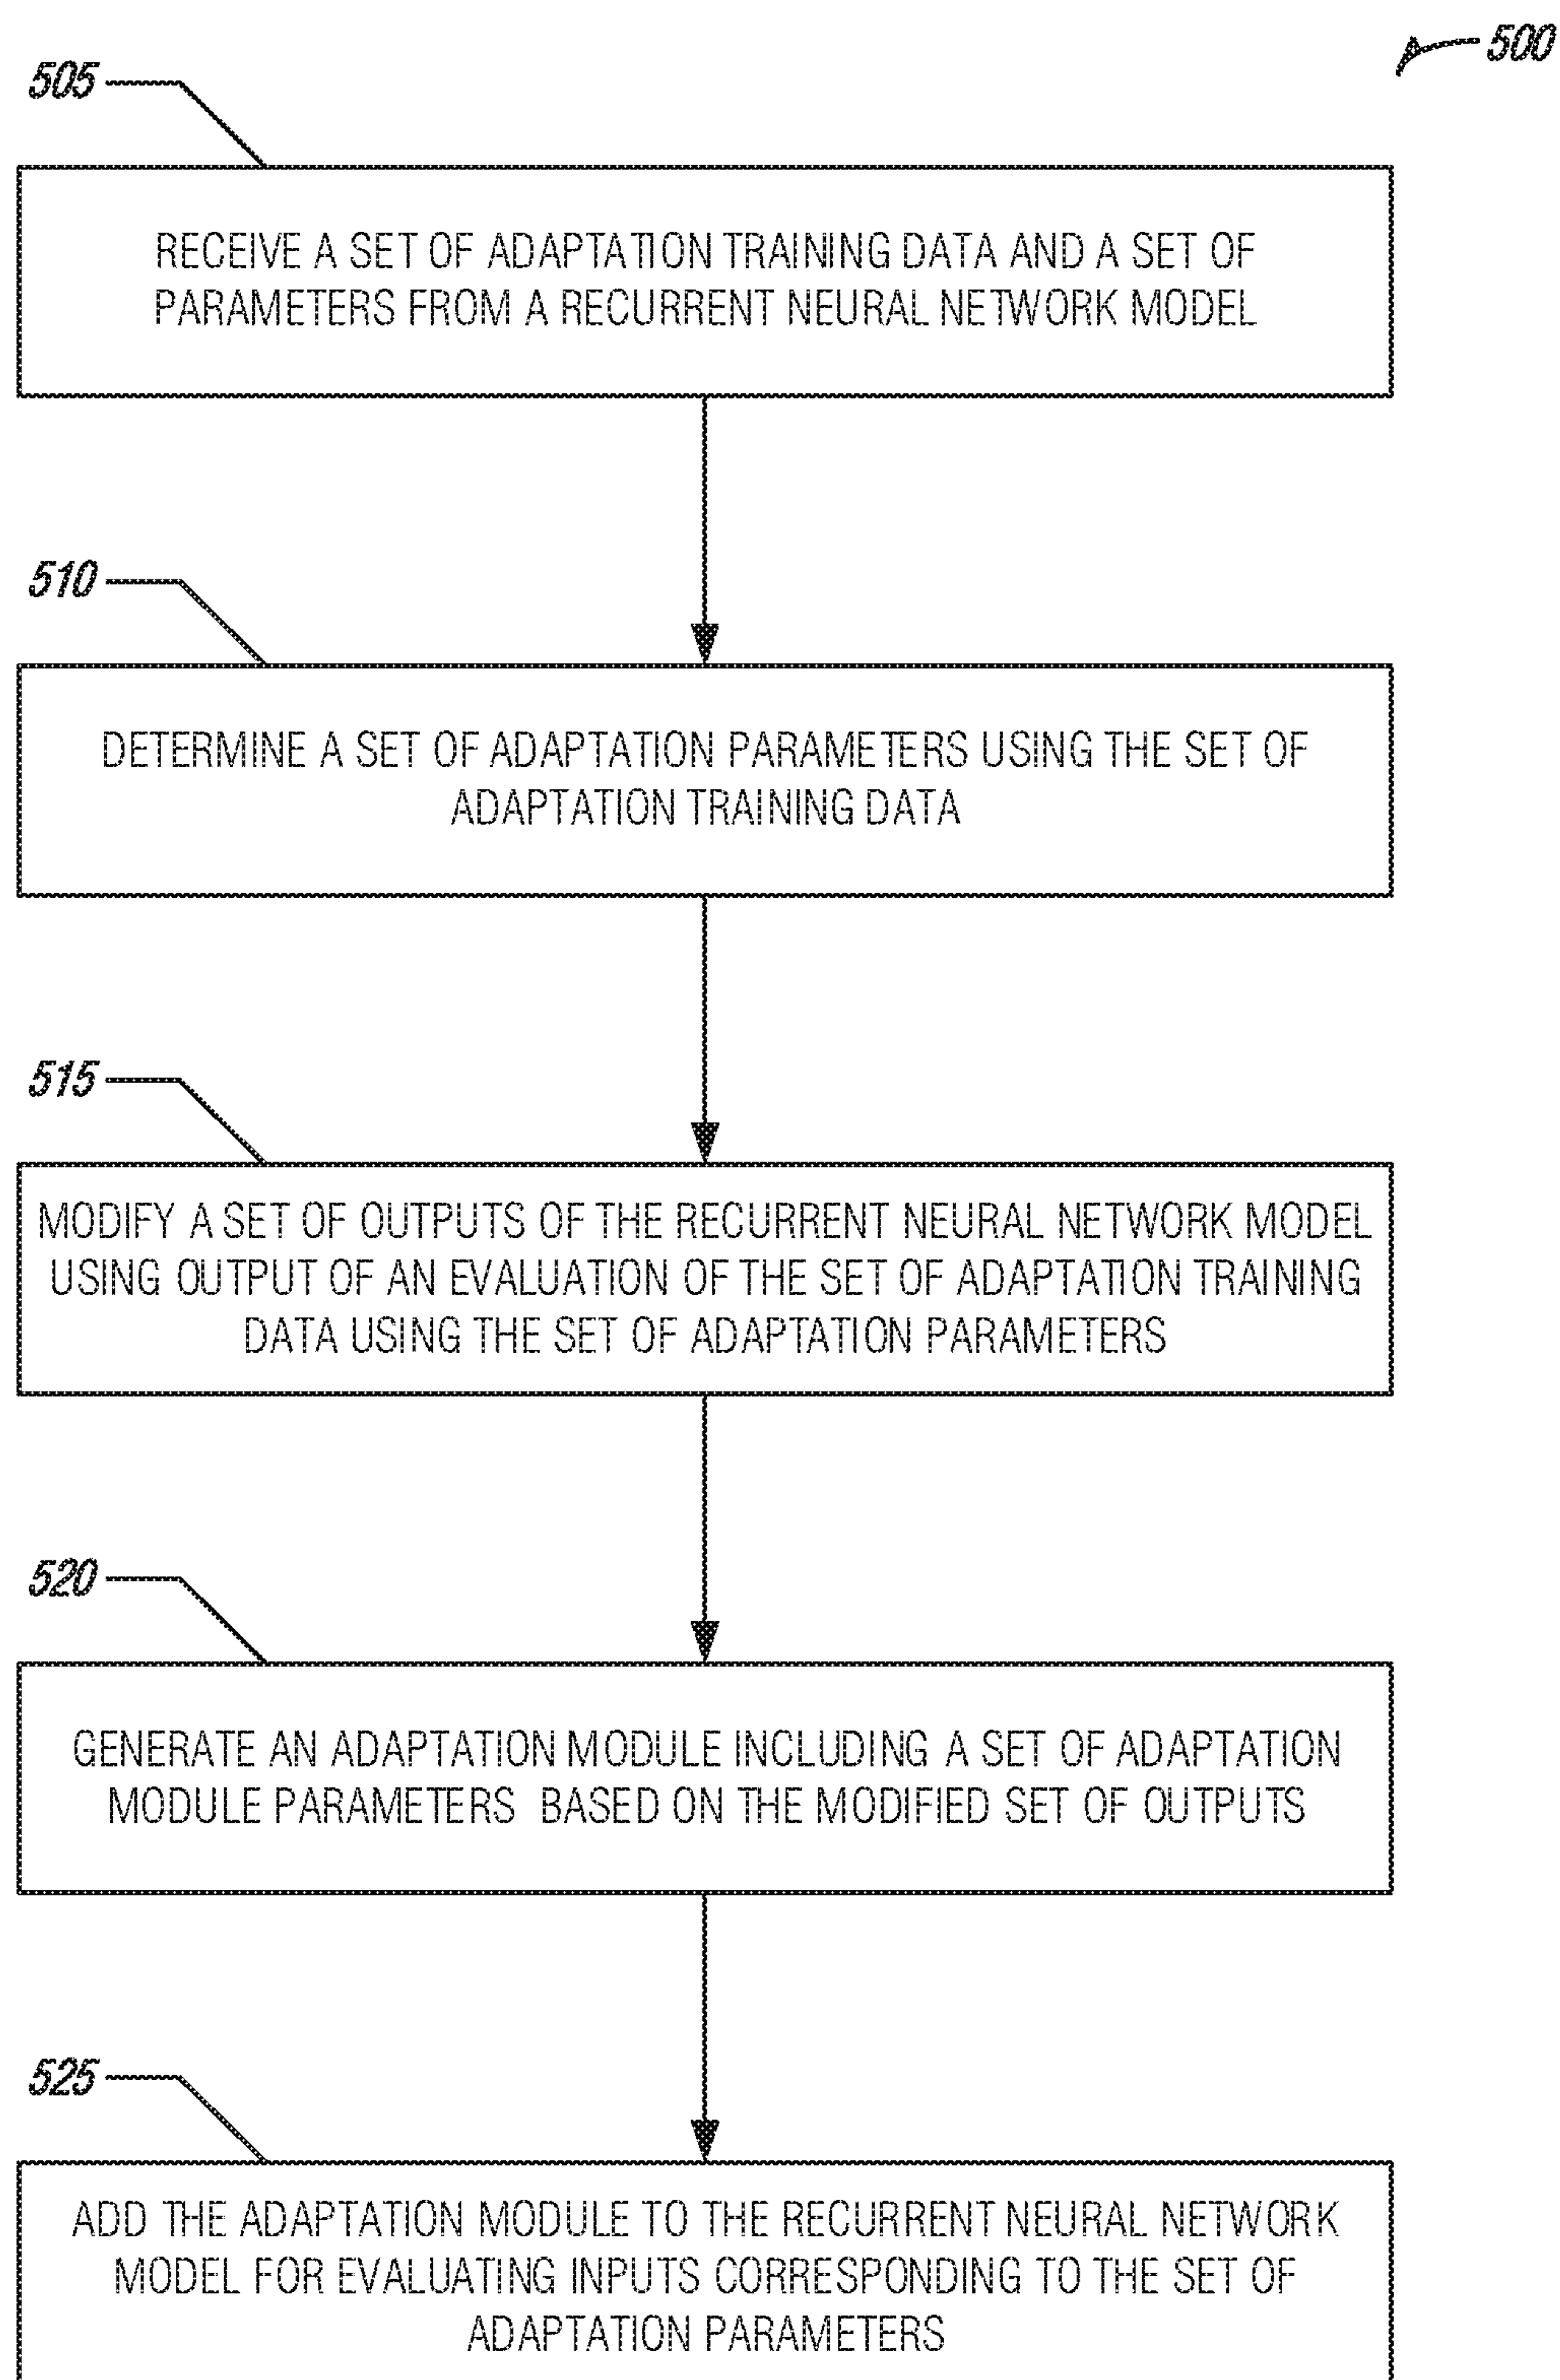 500
505
RECEIVE A SET OF ADAPTATION TRAINING DATA AND A SET OF
PARAMETERS FROM A RECURRENT NEURAL NETWORK MODEL
510
DETERMINE A SET OF ADAPTATION PARAMETERS USING THE SET OF
ADAPTATION TRAINING DATA
515
MODIFY A SET OF OUTPUTS OF THE RECURRENT NEURAL NETWORK MODEL
USING OUTPUT OF AN EVALUATION OF THE SET OF ADAPTATION TRAINING
DATA USING THE SET OF ADAPTATION PARAMETERS
520
GENERATE AN ADAPTATION MODULE INCLUDING A SET OF ADAPTATION
MODULE PARAMETERS BASED ON THE MODIFIED SET OF OUTPUTS
525
ADD THE ADAPTATION MODULE TO THE RECURRENT NEURAL NETWORK
MODEL FOR EVALUATING INPUTS CORRESPONDING TO THE SET OF
ADAPTATION PARAMETERS